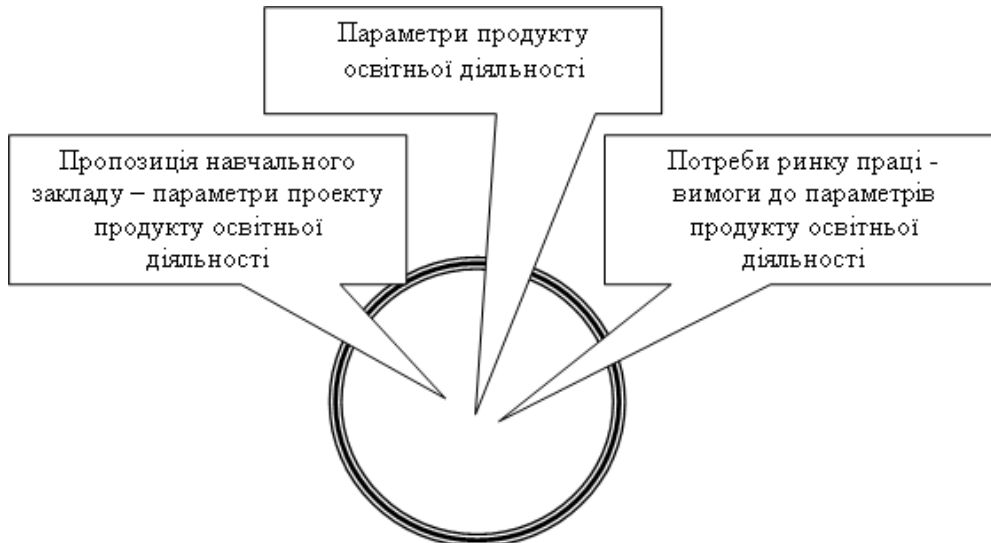 Параметри продукту
освітньої діяльності
Пропозиція навчального
закладу – параметри проекту
продукту освітньої
діяльності
Потреби ринку праці -
вимоги до параметрів
продукту освітньої
діяльності